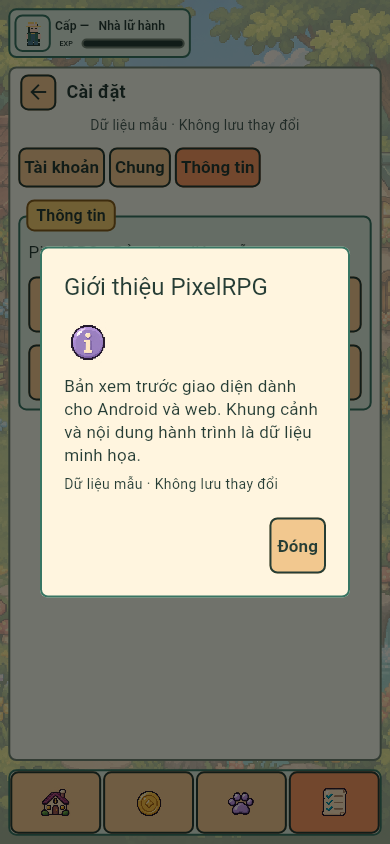 Cấp — Nhà lữ hành
EXP
Cài đặt
Dữ liệu mẫu · Không lưu thay đổi
Tài khoản Chung Thông tin
Thông tin
Giới thiệu PixelRPG
Bản xem trước giao diện dành
cho Android và web. Khung cảnh
và nội dung hành trình là dữ liệu
minh họa.
Dữ liệu mẫu · Không lưu thay đổi
Đóng